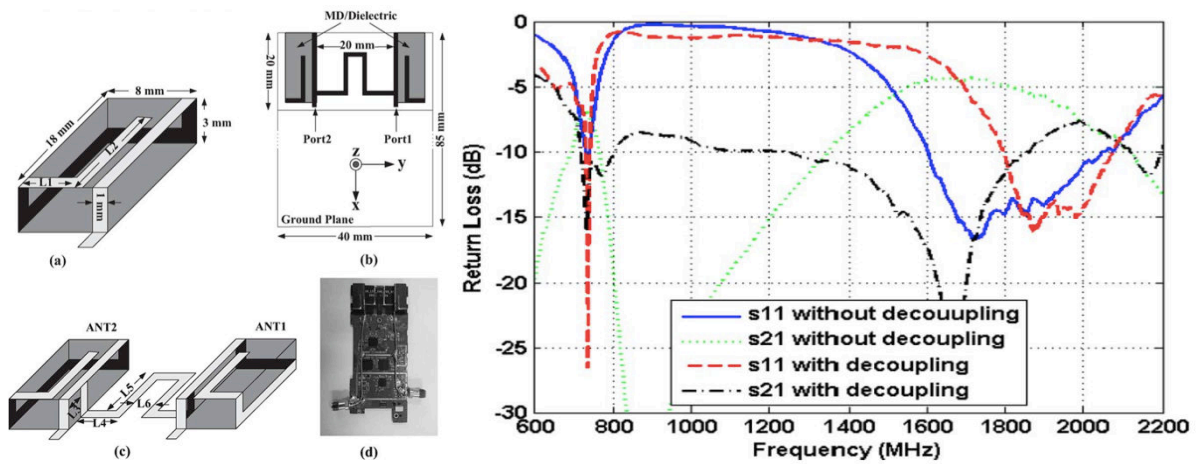 8 mm
18 mm
3 mm
L2
L1
1 mm
(a)
MD/Dielectric
20 mm
20 mm
Port2
Port1
85 mm
z
y
x
Ground Plane
40 mm
(b)
ANT2
ANT1
L5
L6
L3
L4
(c)
(d)
Return Loss (dB)
0
-5
-10
-15
-20
-25
-30
s11 without decouupling
s21 without decoupling
s11 with decoupling
s21 with decoupling
600 800 1000 1200 1400 1600 1800 2000 2200
Frequency (MHz)